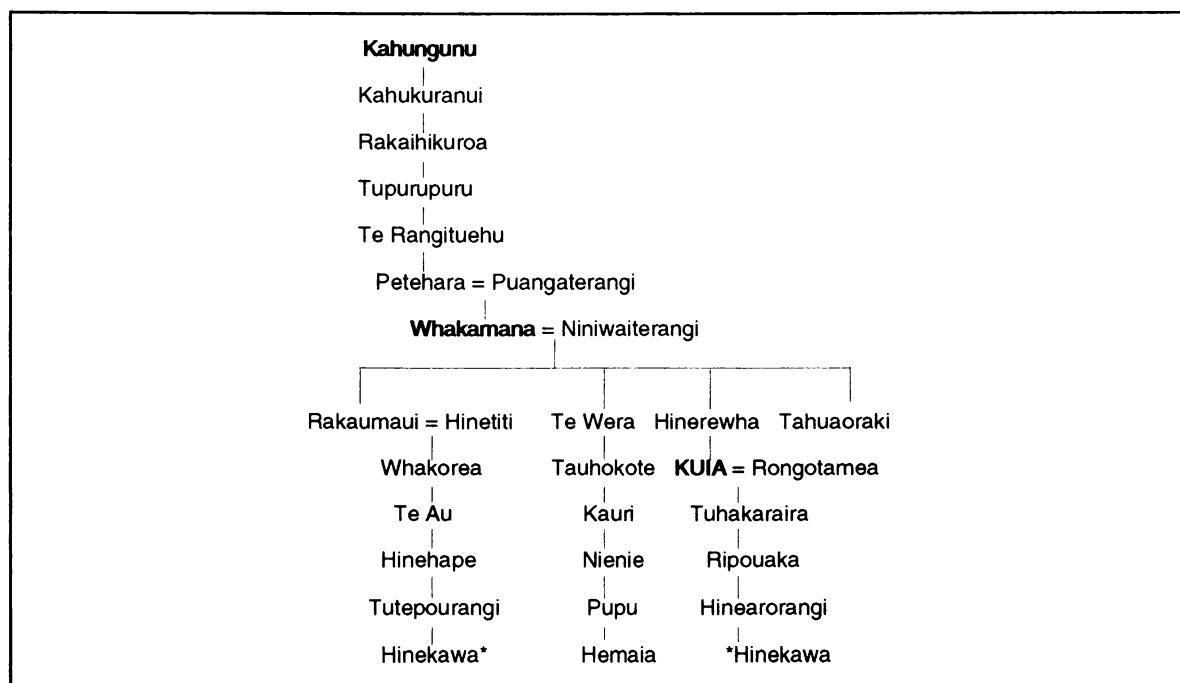 Kahungunu
Kahukuranui
Rakaihikuroa
Tupurupuru
Te Rangituehu
Petehara = Puangaterangi
Whakamana = Niniwaiterangi
Rakaumaui = Hinetiti Te Wera Hinerewha Tahuaoraki
Whakorea Tauhokote KUIA = Rongotamea
Te Au Kauri Tuhakaraira
Hinehape Nienie Ripouaka
Tutepourangi Pupu Hinearorangi
Hinekawa* Hemaia *Hinekawa